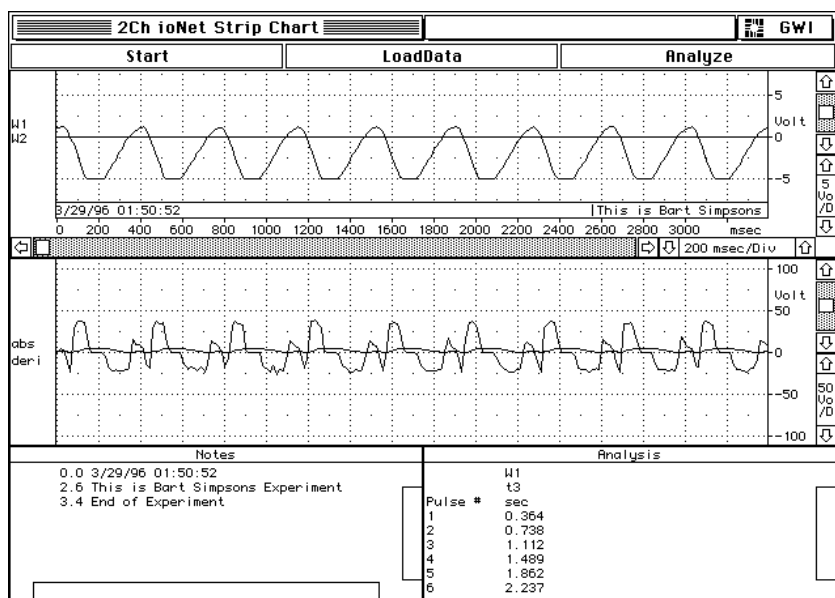 2Ch ioNet Strip Chart
GWI
Start LoadData Analyze
5
W1 Volt
W2 0
-5
5
Vo
/D
3/29/96 01:50:52 This is Bart Simpsons
0 200 400 600 800 1000 1200 1400 1600 1800 2000 2200 2400 2600 2800 3000 msec
200 msec/Div
100
Volt
50
abs 0
deri
-50
-100
50
Vo
/D
Notes
0.0 3/29/96 01:50:52
2.6 This is Bart Simpsons Experiment
3.4 End of Experiment
Analysis
W1
t3
Pulse # sec
1 0.364
2 0.738
3 1.112
4 1.489
5 1.862
6 2.237